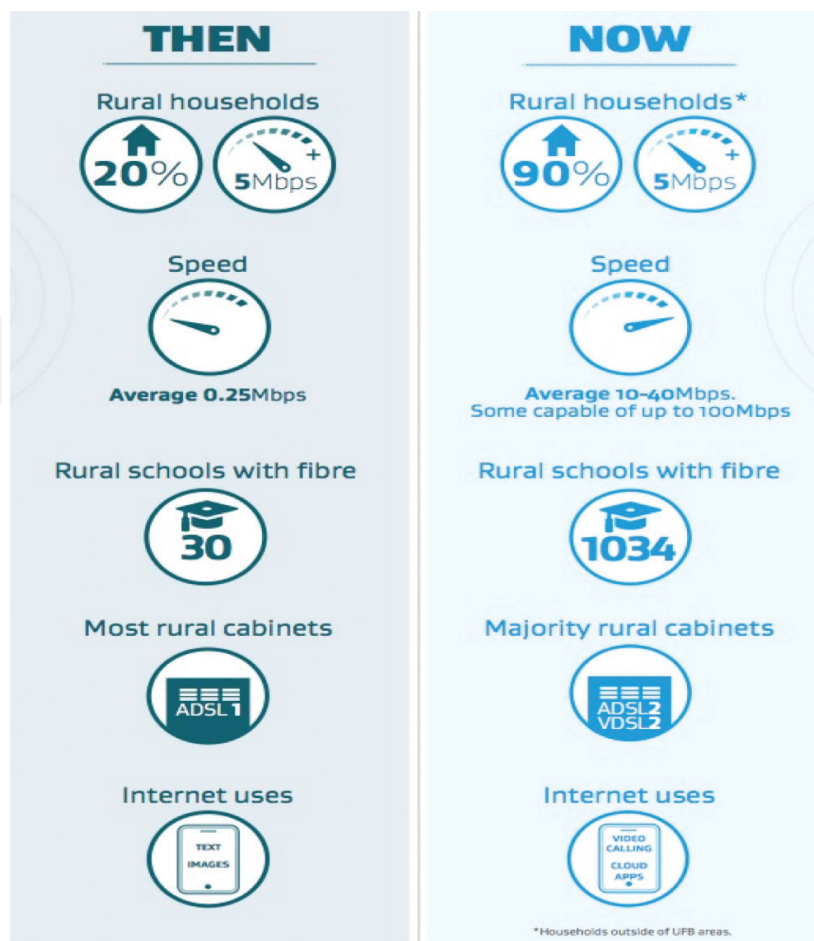 THEN
Rural households
20%
5Mbps
+
Speed
Average 0.25Mbps
Rural schools with fibre
30
Most rural cabinets
ADSL 1
Internet uses
TEXT
IMAGES
NOW
Rural households*
90%
5Mbps
+
Speed
Average 10-40Mbps.
Some capable of up to 100Mbps
Rural schools with fibre
1034
Majority rural cabinets
ADSL2
VDSL2
Internet uses
VIDEO
CALLING
CLOUD
APPS
*Households outside of UFB areas.